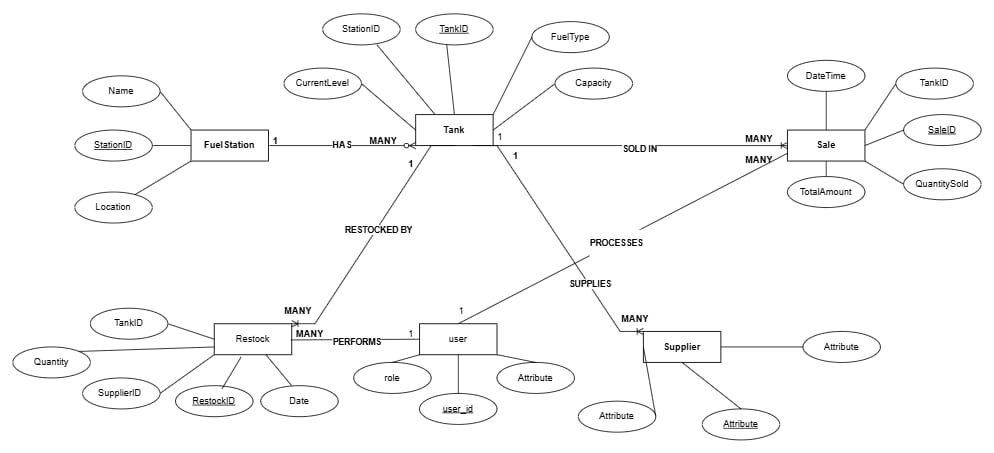 StationID
TankID
FuelType
CurrentLevel
Capacity
Name
DateTime
TankID
StationID
Fuel Station
1
HAS
MANY
Tank
1
SOLD IN
MANY
Sale
SaleID
MANY
1
1
Location
TotalAmount
QuantitySold
RESTOCKED BY
PROCESSES
SUPPLIES
MANY
1
MANY
TankID
Restock
MANY
PERFORMS
1
user
Supplier
Attribute
Quantity
SupplierID
RestockID
Date
role
Attribute
user_id
Attribute
Attribute